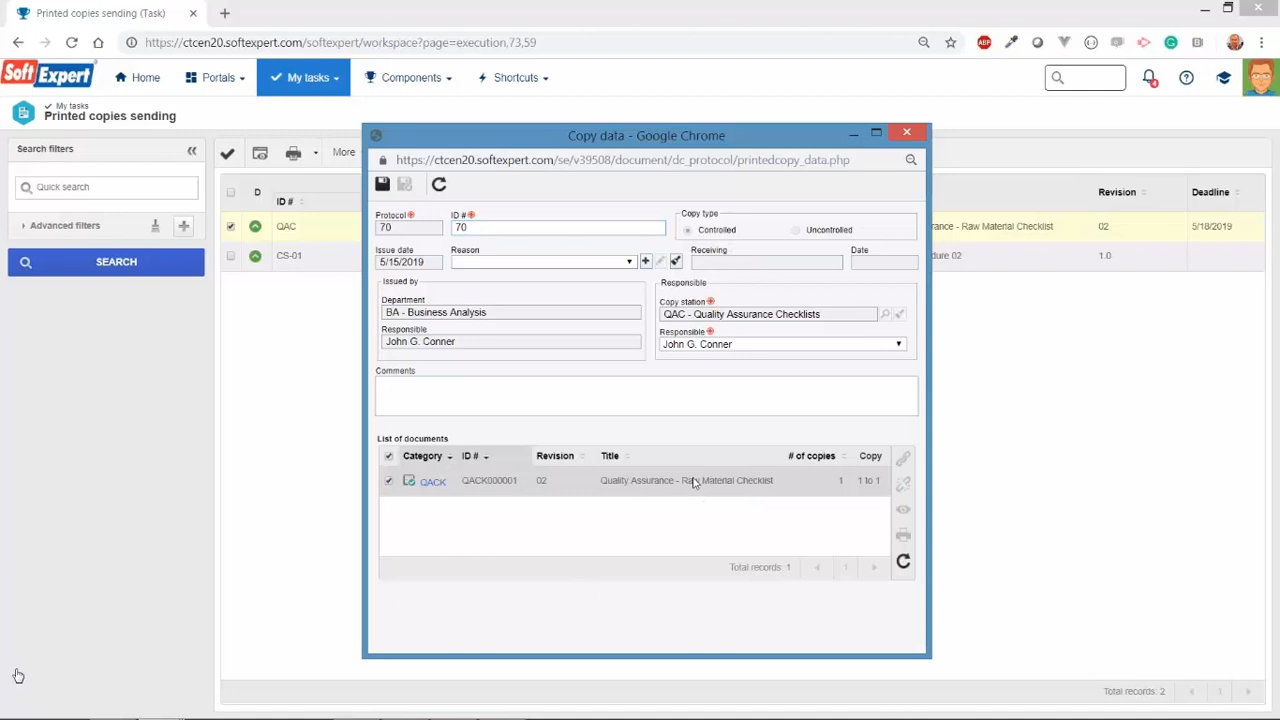 Printed copies sending (Task)
https://ctcen20.softexpert.com/softexpert/workspace?page=execution,73,59
ABP
SoftExpert
Home
Portals
My tasks
Components
Shortcuts
4
My tasks
Printed copies sending
Search filters
Quick search
Advanced filters
SEARCH
More
D
ID #
Revision
Deadline
QAC
rance - Raw Material Checklist
02
5/18/2019
CS-01
dure 02
1.0
Total records: 2
1
Copy data - Google Chrome
https://ctcen20.softexpert.com/se/v39508/document/dc_protocol/printedcopy_data.php
Protocol
70
ID #
70
Copy type
Controlled
Uncontrolled
Issue date
5/15/2019
Reason
Receiving
Date
Issued by
Department
BA - Business Analysis
Responsible
John G. Conner
Responsible
Copy station
QAC - Quality Assurance Checklists
Responsible
John G. Conner
Comments
List of documents
Category
ID #
Revision
Title
# of copies
Copy
QACK
QACK000001
02
Quality Assurance - Raw Material Checklist
1
1 to 1
Total records: 1
1